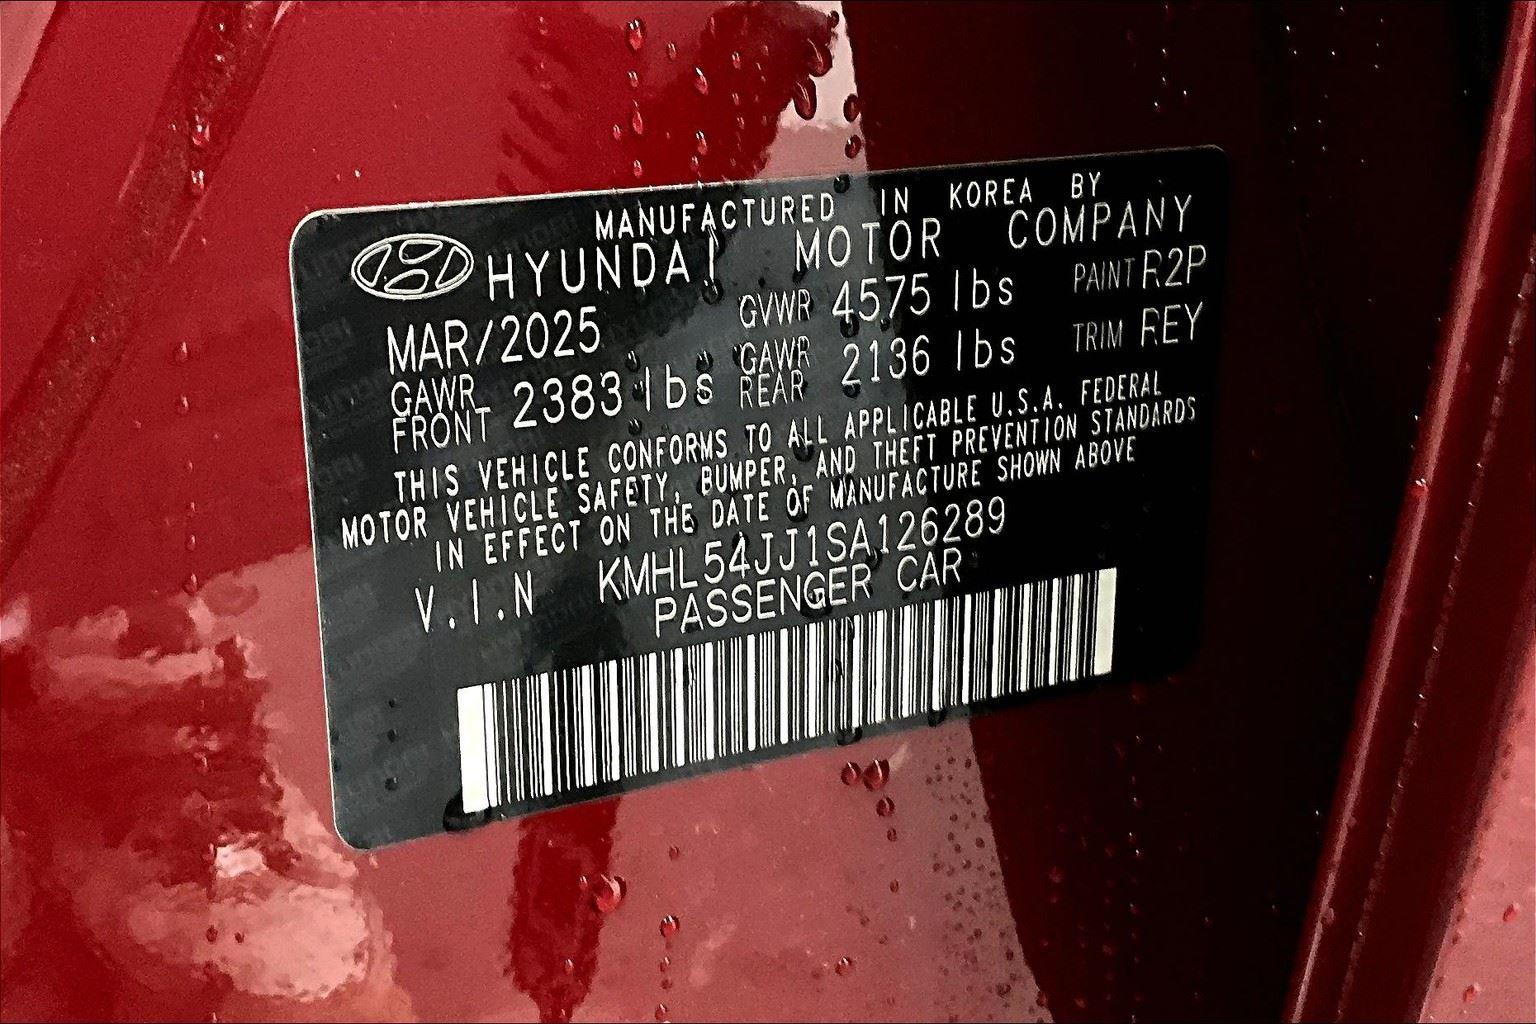 MANUFACTURED IN KOREA BY
HYUNDAI MOTOR COMPANY
MAR/2025 GVWR 4575 lbs PAINT R2P
GAWR FRONT 2383 lbs GAWR REAR 2136 lbs TRIM REY
THIS VEHICLE CONFORMS TO ALL APPLICABLE U.S.A. FEDERAL
MOTOR VEHICLE SAFETY, BUMPER, AND THEFT PREVENTION STANDARDS
IN EFFECT ON THE DATE OF MANUFACTURE SHOWN ABOVE
V.I.N KMHL54JJ1SA126289
PASSENGER CAR